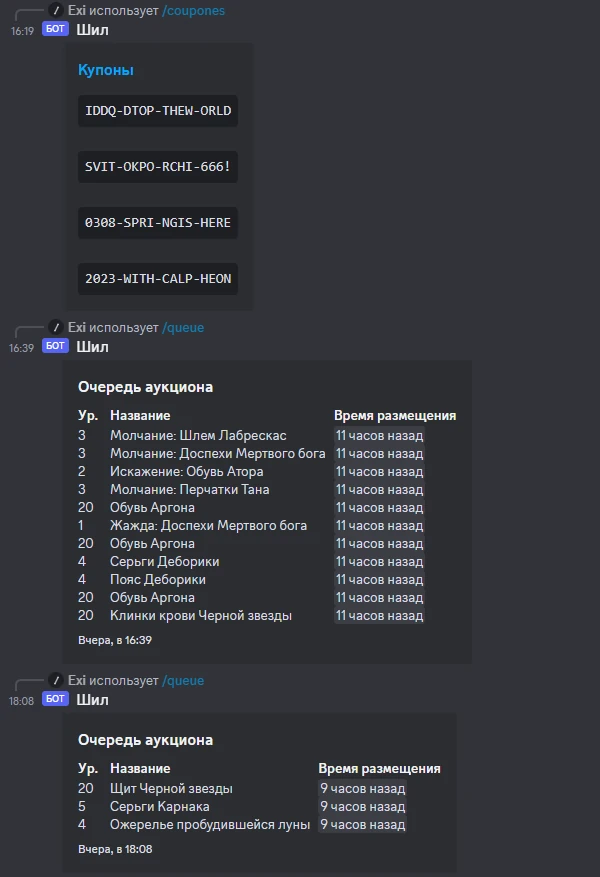 Exi использует /coupones
16:19 БОТ Шил
Купоны
IDDQ-DTOP-THEW-ORLD
SVIT-OKPO-RCHI-666!
0308-SPRI-NGIS-HERE
2023-WITH-CALP-HEON
Exi использует /queue
16:39 БОТ Шил
Очередь аукциона
Ур. Название Время размещения
3 Молчание: Шлем Лабрескас 11 часов назад
3 Молчание: Доспехи Мертвого бога 11 часов назад
2 Искажение: Обувь Атора 11 часов назад
3 Молчание: Перчатки Тана 11 часов назад
20 Обувь Аргона 11 часов назад
1 Жажда: Доспехи Мертвого бога 11 часов назад
20 Обувь Аргона 11 часов назад
4 Серьги Деборики 11 часов назад
4 Пояс Деборики 11 часов назад
20 Обувь Аргона 11 часов назад
20 Клинки крови Черной звезды 11 часов назад
Вчера, в 16:39
Exi использует /queue
18:08 БОТ Шил
Очередь аукциона
Ур. Название Время размещения
20 Щит Черной звезды 9 часов назад
5 Серьги Карнака 9 часов назад
4 Ожерелье пробудившейся луны 9 часов назад
Вчера, в 18:08